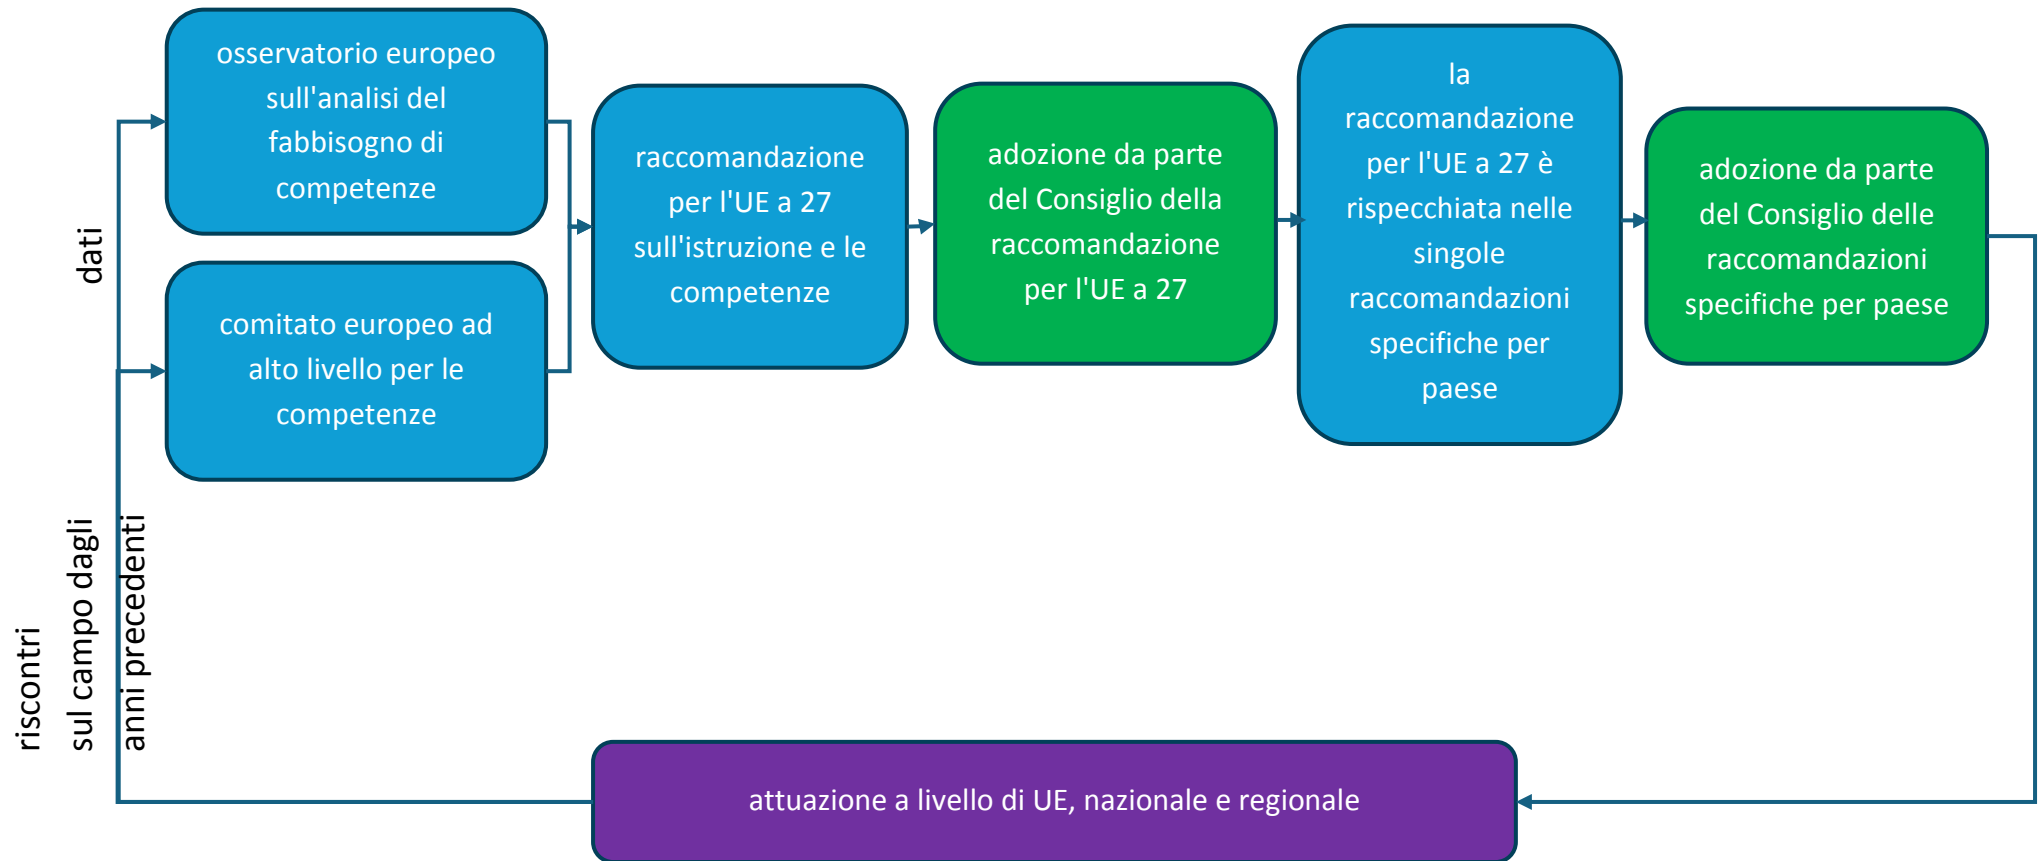 osservatorio europeo
sull'analisi del
fabbisogno di
competenze
comitato europeo ad
alto livello per le
competenze
raccomandazione
per l'UE a 27
sull'istruzione e le
competenze
adozione da parte
del Consiglio della
raccomandazione
per l'UE a 27
la
raccomandazione
per l'UE a 27 è
rispecchiata nelle
singole
raccomandazioni
specifiche per
paese
adozione da parte
del Consiglio delle
raccomandazioni
specifiche per paese
dati
riscontri
sul campo dagli
anni precedenti
attuazione a livello di UE, nazionale e regionale